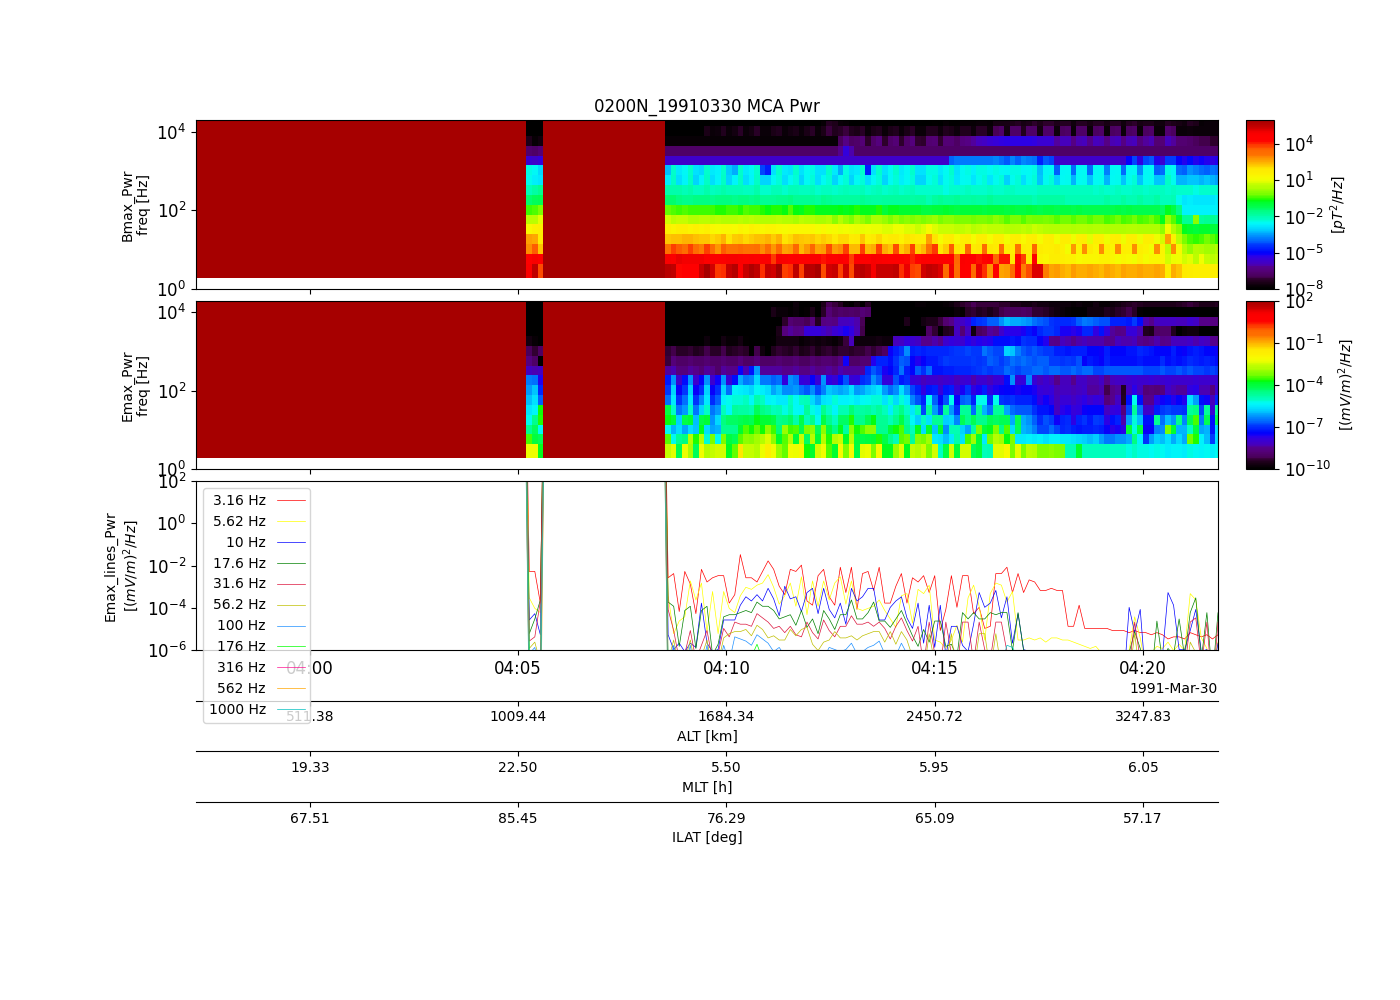 0200N_19910330 MCA Pwr
10^4
10^2
10^0
Bmax_Pwr
freq [Hz]
10^4
10^1
10^-2
10^-5
10^-8
[pT^2/Hz]
10^4
10^2
10^0
Emax_Pwr
freq [Hz]
10^2
10^-1
10^-4
10^-7
10^-10
[(mV/m)^2/Hz]
10^2
10^0
10^-2
10^-4
10^-6
Emax_lines_Pwr
[(mV/m)^2/Hz]
3.16 Hz
5.62 Hz
10 Hz
17.6 Hz
31.6 Hz
56.2 Hz
100 Hz
176 Hz
316 Hz
562 Hz
1000 Hz
04:00 04:05 04:10 04:15 04:20
1991-Mar-30
511.38 1009.44 1684.34 2450.72 3247.83
ALT [km]
19.33 22.50 5.50 5.95 6.05
MLT [h]
67.51 85.45 76.29 65.09 57.17
ILAT [deg]